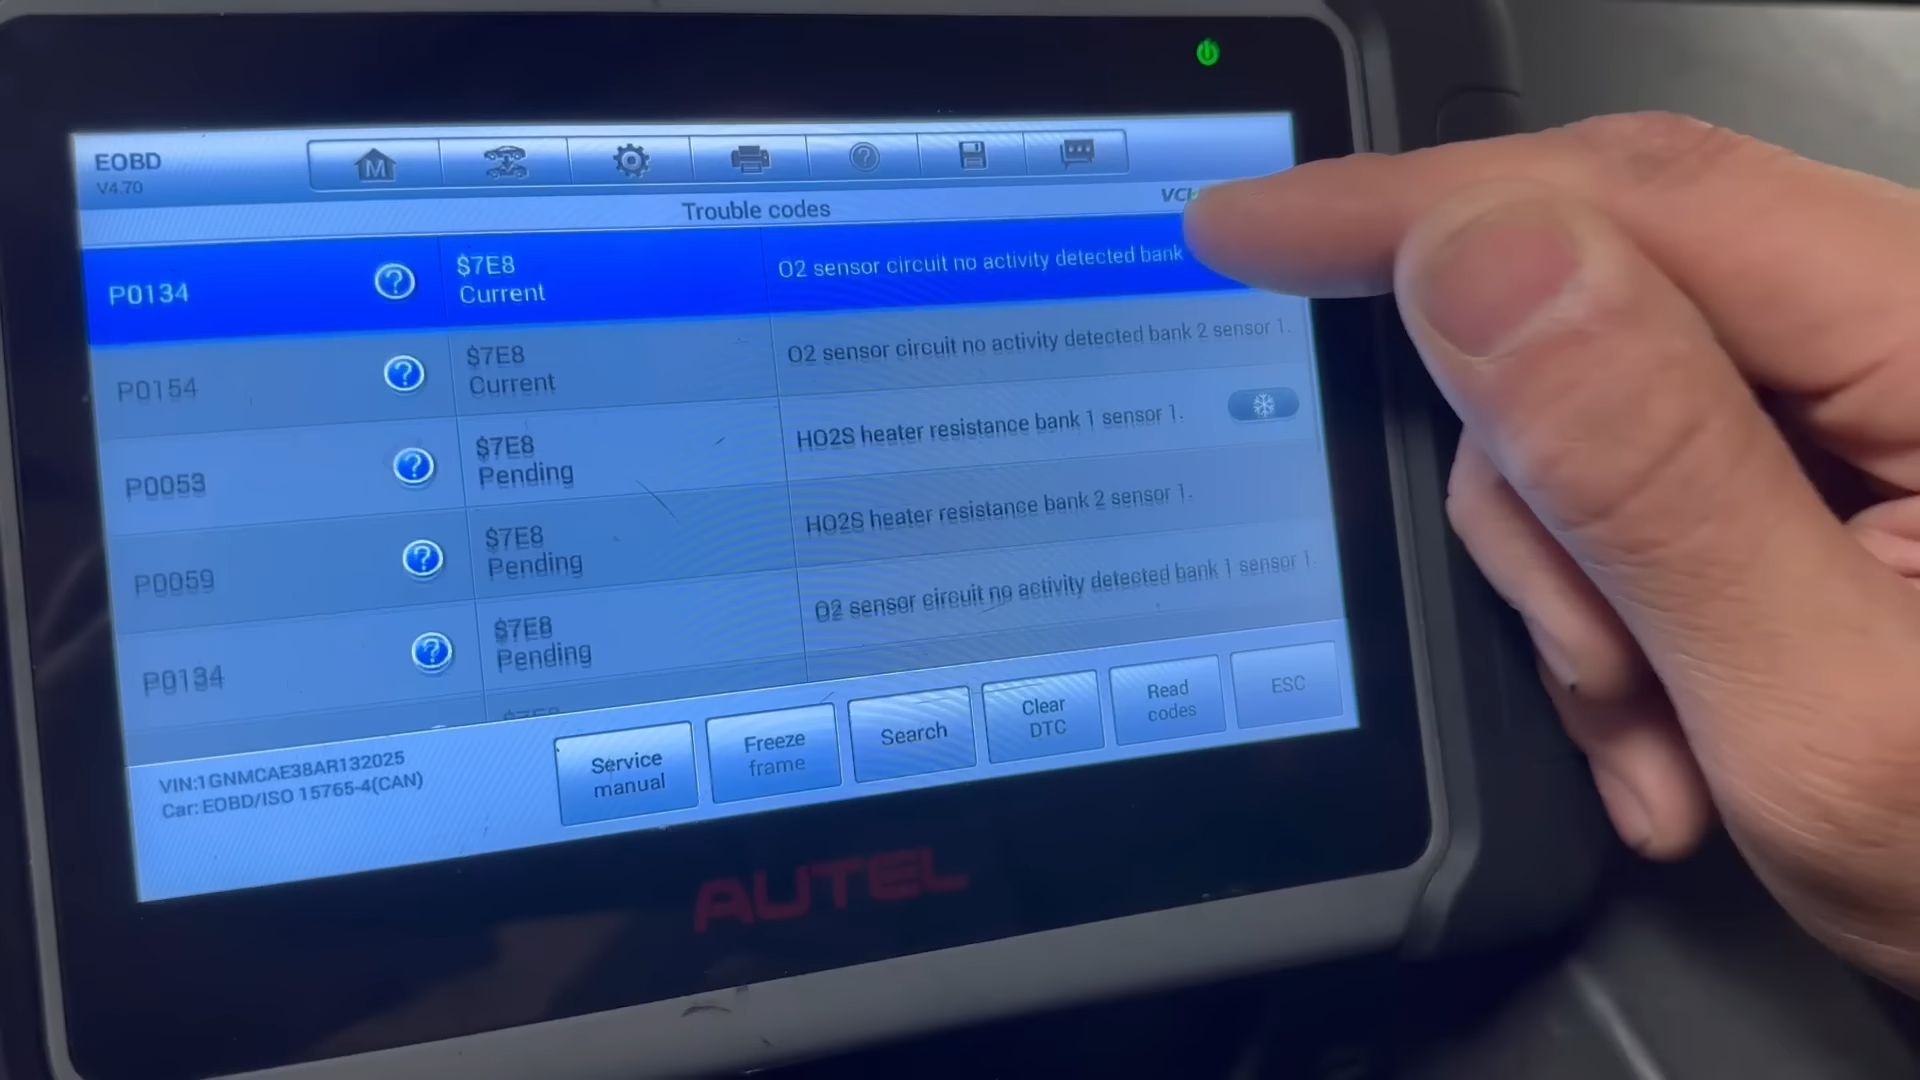 EOBD
V4.70
M
Trouble codes
VCI
P0134
$7E8
Current
O2 sensor circuit no activity detected bank
P0154
$7E8
Current
O2 sensor circuit no activity detected bank 2 sensor 1.
P0053
$7E8
Pending
HO2S heater resistance bank 1 sensor 1.
P0059
$7E8
Pending
HO2S heater resistance bank 2 sensor 1.
P0134
$7E8
Pending
O2 sensor circuit no activity detected bank 1 sensor 1.
$7E8
VIN:1GNMCAE38AR132025
Car: EOBD/ISO 15765-4(CAN)
Service
manual
Freeze
frame
Search
Clear
DTC
Read
codes
ESC
AUTEL